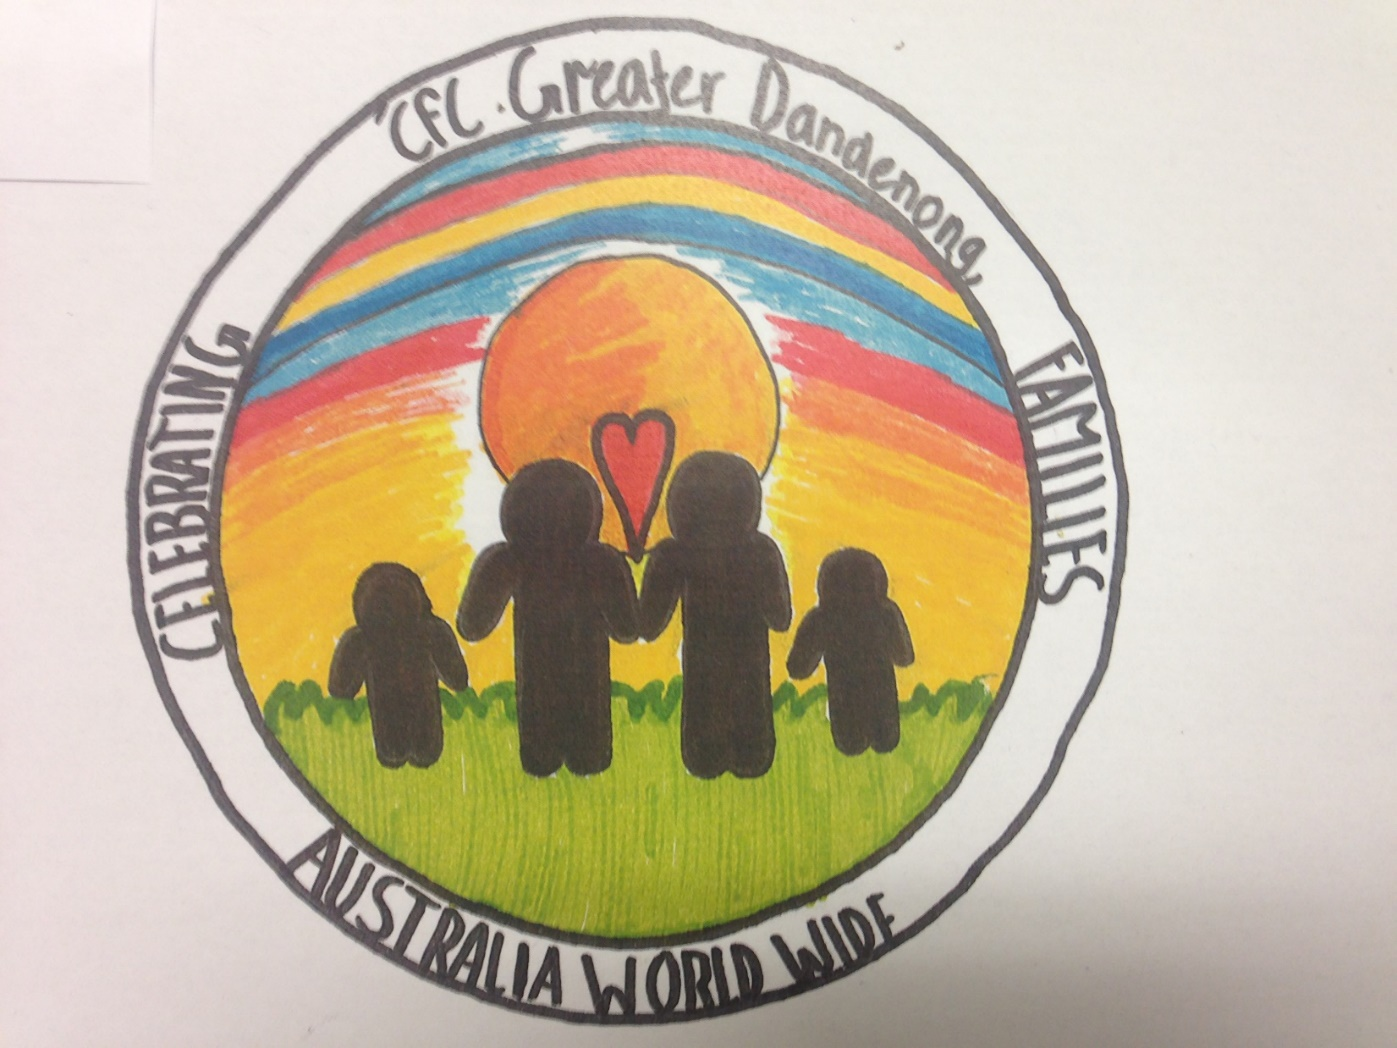 CFC. Greater Dandenong,
CELEBRATING
FAMILIES
AUSTRALIA WORLD WIDE